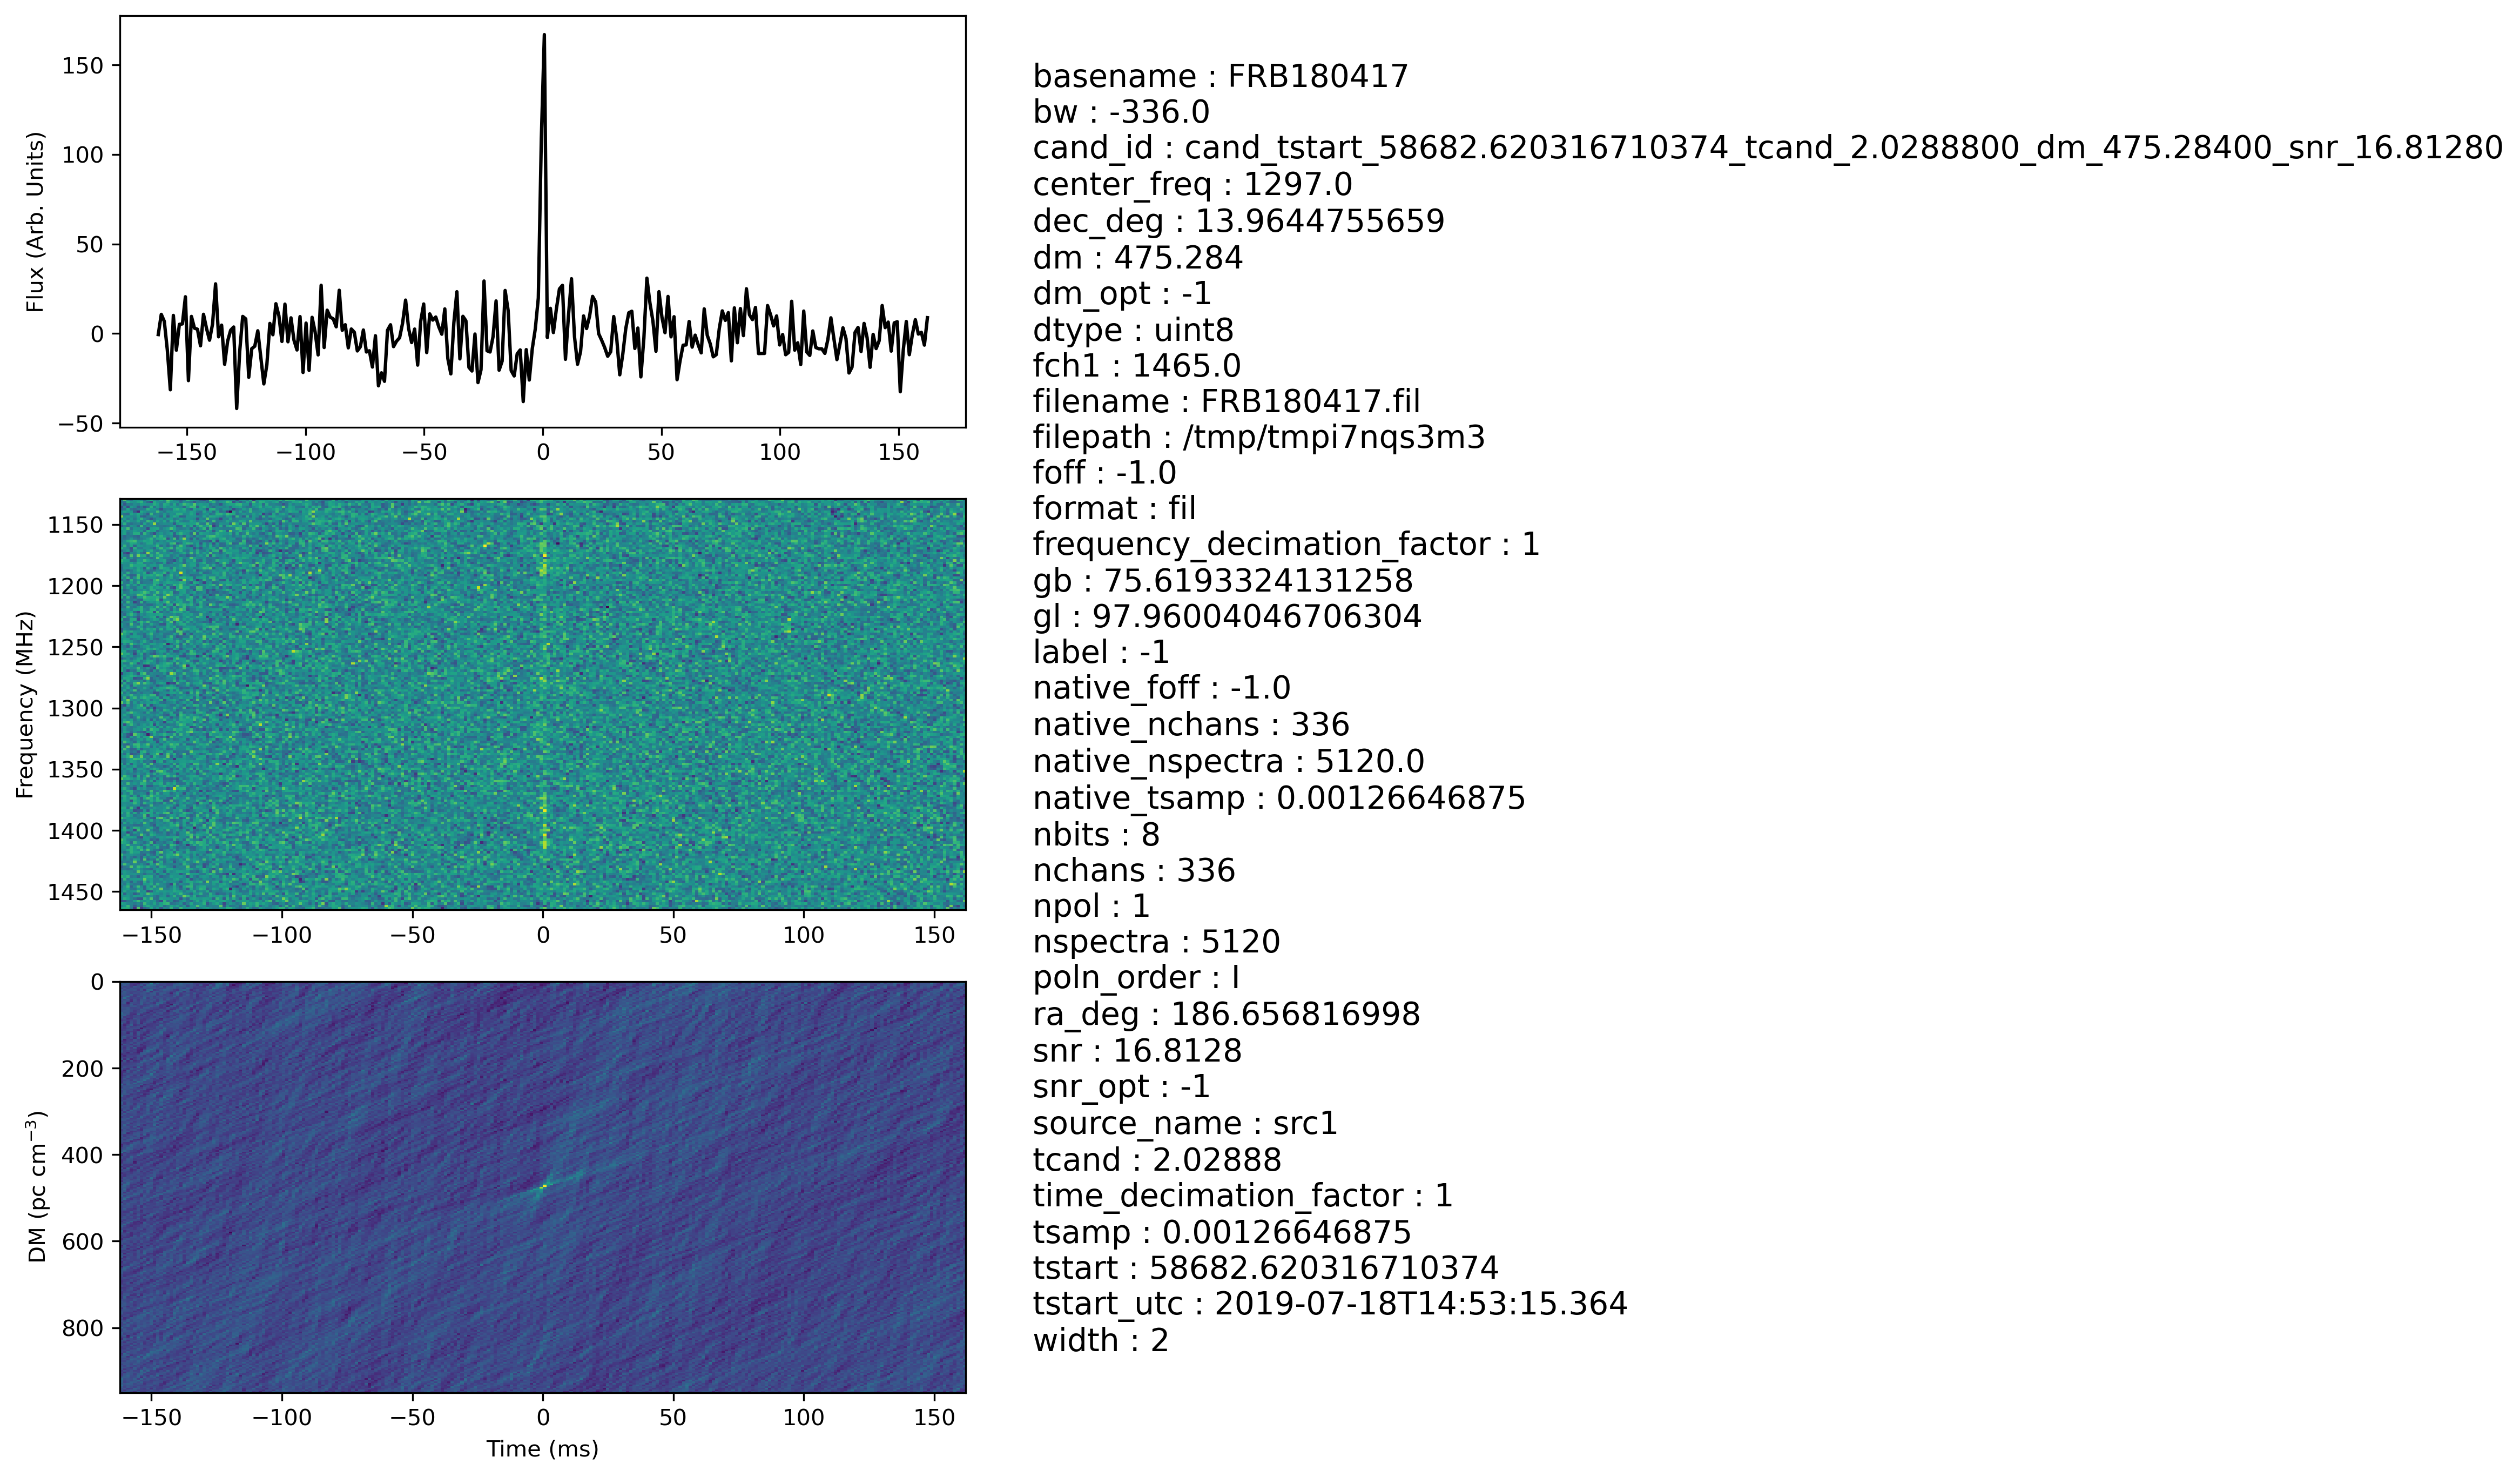 150
100
50
0
−50
Flux (Arb. Units)
−150
−100
−50
0
50
100
150
1150
1200
1250
1300
1350
1400
1450
Frequency (MHz)
−150
−100
−50
0
50
100
150
0
200
400
600
800
DM (pc cm⁻³)
−150
−100
−50
0
50
100
150
Time (ms)
basename : FRB180417
bw : -336.0
cand_id : cand_tstart_58682.620316710374_tcand_2.0288800_dm_475.28400_snr_16.81280
center_freq : 1297.0
dec_deg : 13.9644755659
dm : 475.284
dm_opt : -1
dtype : uint8
fch1 : 1465.0
filename : FRB180417.fil
filepath : /tmp/tmpi7nqs3m3
foff : -1.0
format : fil
frequency_decimation_factor : 1
gb : 75.6193324131258
gl : 97.96004046706304
label : -1
native_foff : -1.0
native_nchans : 336
native_nspectra : 5120.0
native_tsamp : 0.00126646875
nbits : 8
nchans : 336
npol : 1
nspectra : 5120
poln_order : I
ra_deg : 186.656816998
snr : 16.8128
snr_opt : -1
source_name : src1
tcand : 2.02888
time_decimation_factor : 1
tsamp : 0.00126646875
tstart : 58682.620316710374
tstart_utc : 2019-07-18T14:53:15.364
width : 2